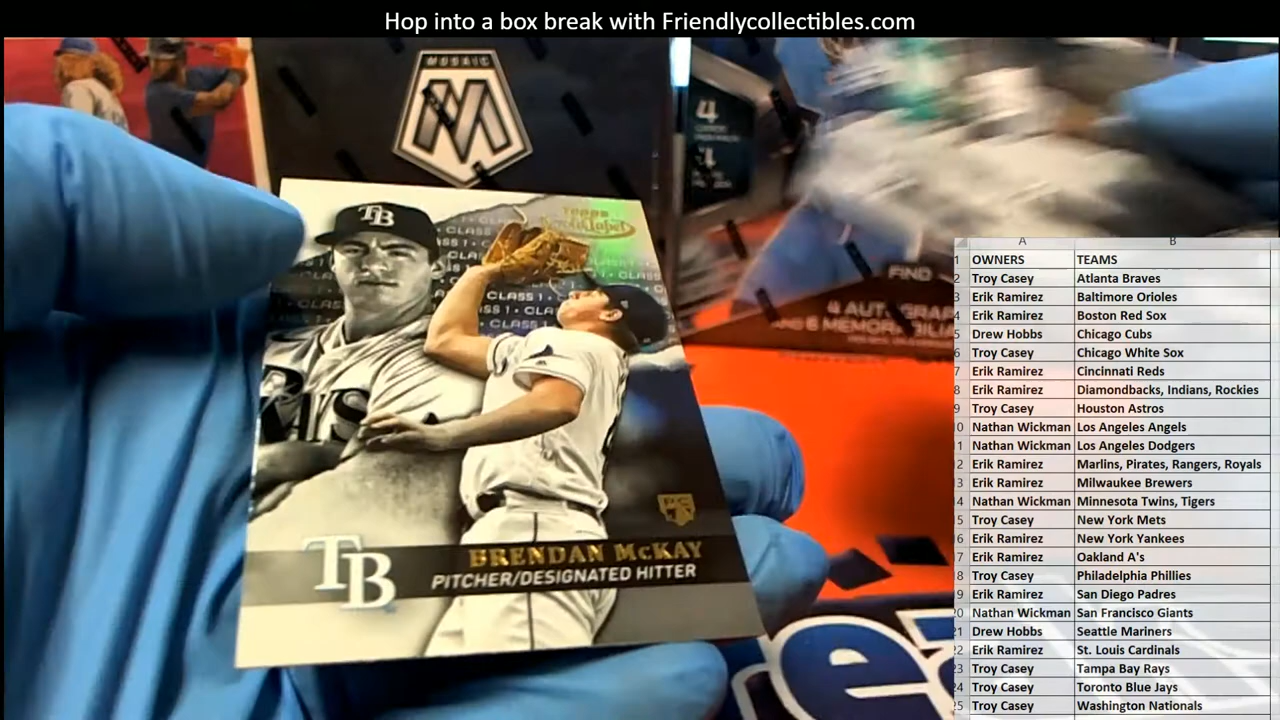 Hop into a box break with Friendlycollectibles.com
MOSAIC
TB
CLASS 1
TOPPS
Gold Label
RAYS
RC
TB
BRENDAN McKAY
PITCHER/DESIGNATED HITTER
4
FIND
4 AUTOGRAP
6 MEMORABILIA
A B
1 OWNERS TEAMS
2 Troy Casey Atlanta Braves
3 Erik Ramirez Baltimore Orioles
4 Erik Ramirez Boston Red Sox
5 Drew Hobbs Chicago Cubs
6 Troy Casey Chicago White Sox
7 Erik Ramirez Cincinnati Reds
8 Erik Ramirez Diamondbacks, Indians, Rockies
9 Troy Casey Houston Astros
10 Nathan Wickman Los Angeles Angels
11 Nathan Wickman Los Angeles Dodgers
12 Erik Ramirez Marlins, Pirates, Rangers, Royals
13 Erik Ramirez Milwaukee Brewers
14 Nathan Wickman Minnesota Twins, Tigers
15 Troy Casey New York Mets
16 Erik Ramirez New York Yankees
17 Erik Ramirez Oakland A's
18 Troy Casey Philadelphia Phillies
19 Erik Ramirez San Diego Padres
20 Nathan Wickman San Francisco Giants
21 Drew Hobbs Seattle Mariners
22 Erik Ramirez St. Louis Cardinals
23 Troy Casey Tampa Bay Rays
24 Troy Casey Toronto Blue Jays
25 Troy Casey Washington Nationals